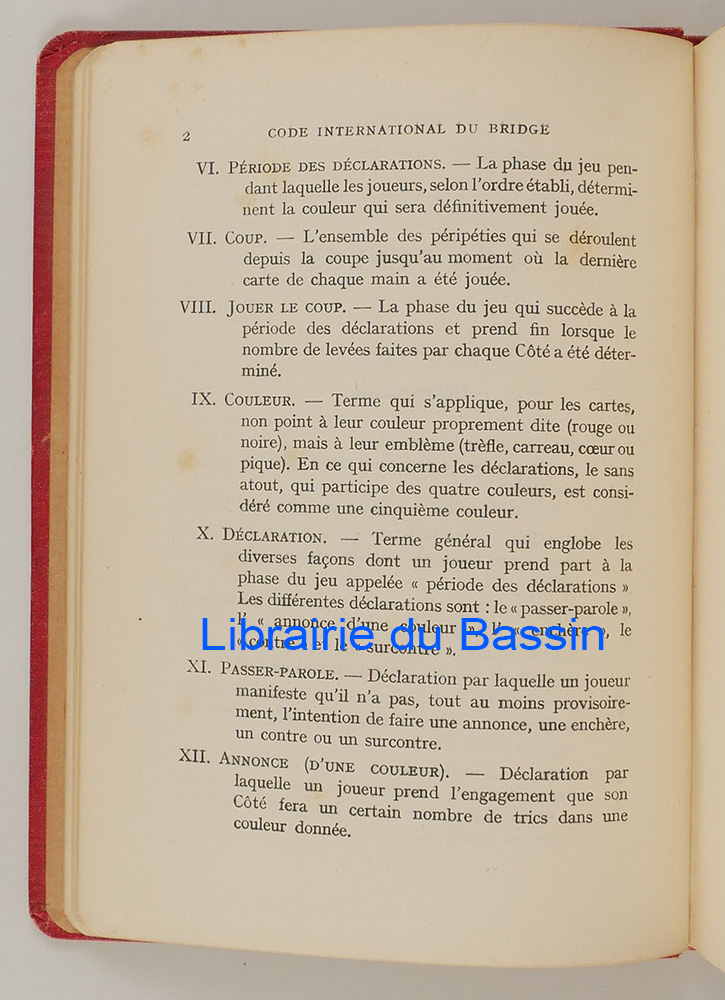 2
CODE INTERNATIONAL DU BRIDGE
VI. PÉRIODE DES DÉCLARATIONS. — La phase du jeu pen-
dant laquelle les joueurs, selon l'ordre établi, détermi-
nent la couleur qui sera définitivement jouée.
VII. COUP. — L'ensemble des péripéties qui se déroulent
depuis la coupe jusqu'au moment où la dernière
carte de chaque main a été jouée.
VIII. JOUER LE COUP. — La phase du jeu qui succède à la
période des déclarations et prend fin lorsque le
nombre de levées faites par chaque Côté a été déter-
miné.
IX. COULEUR. — Terme qui s'applique, pour les cartes,
non point à leur couleur proprement dite (rouge ou
noire), mais à leur emblème (trèfle, carreau, cœur ou
pique). En ce qui concerne les déclarations, le sans
atout, qui participe des quatre couleurs, est consi-
déré comme une cinquième couleur.
X. DÉCLARATION. — Terme général qui englobe les
diverses façons dont un joueur prend part à la
phase du jeu appelée « période des déclarations »
Les différentes déclarations sont : le « passer-parole »,
l' « annonce d'une couleur », l' « enchère », le
« contre » et le « surcontre ».
Librairie du Bassin
XI. PASSER-PAROLE. — Déclaration par laquelle un joueur
manifeste qu'il n'a pas, tout au moins provisoire-
ment, l'intention de faire une annonce, une enchère,
un contre ou un surcontre.
XII. ANNONCE (D'UNE COULEUR). — Déclaration par
laquelle un joueur prend l'engagement que son
Côté fera un certain nombre de trics dans une
couleur donnée.